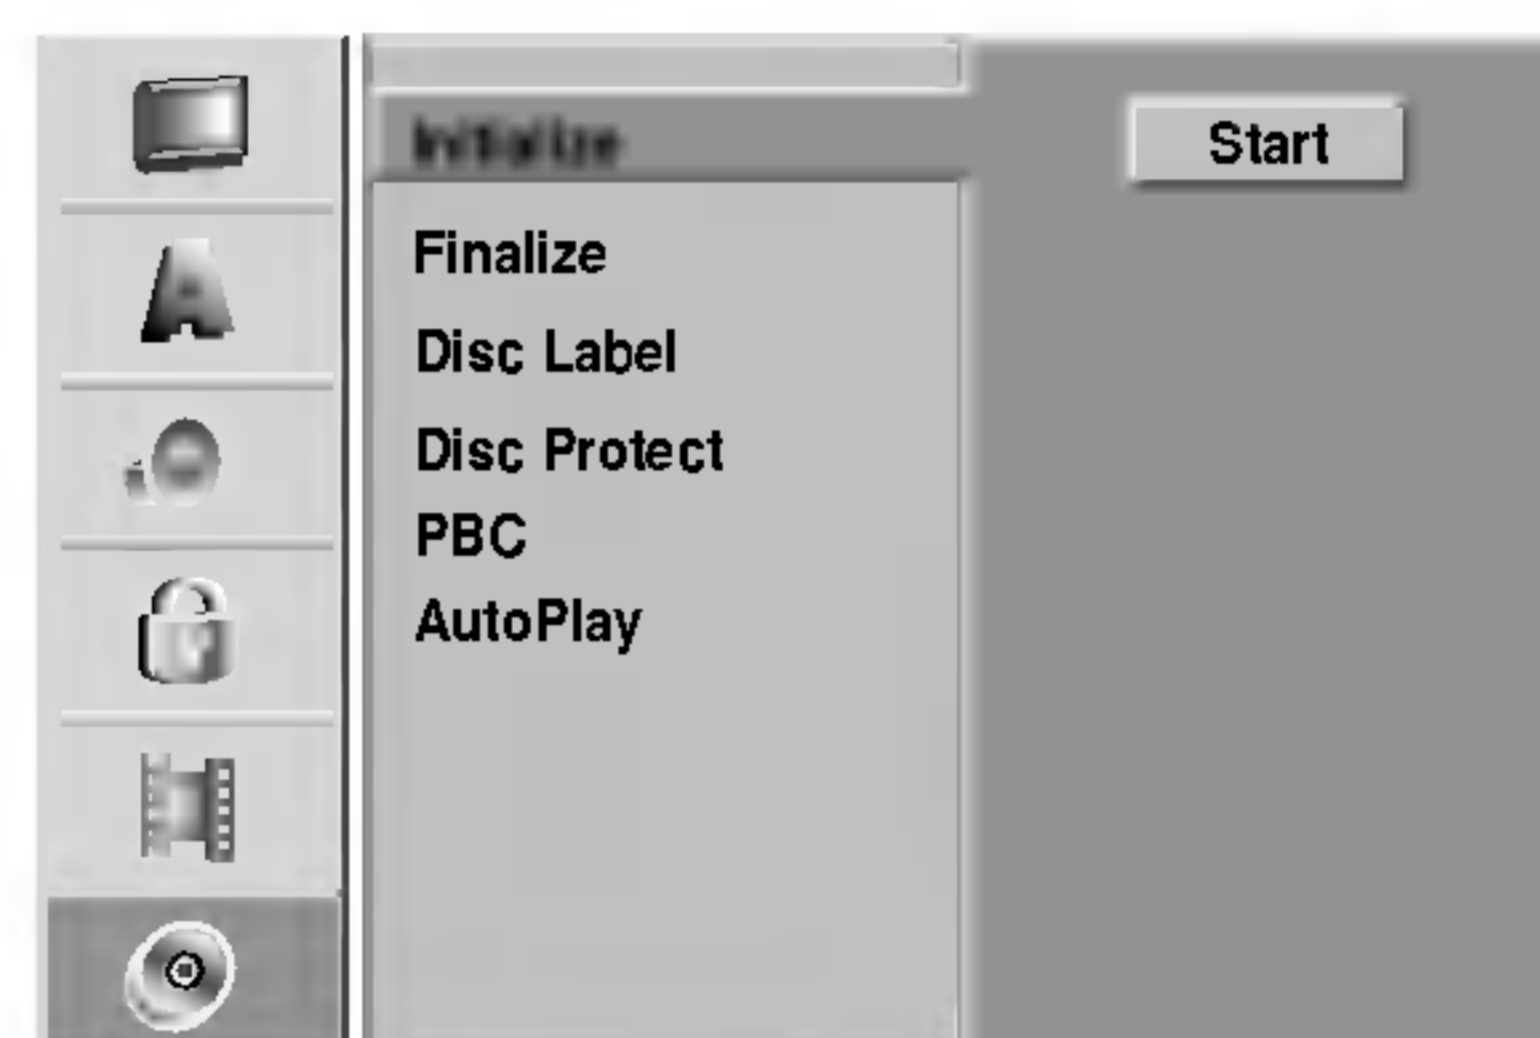 Initialize
Start
Finalize
Disc Label
Disc Protect
PBC
AutoPlay